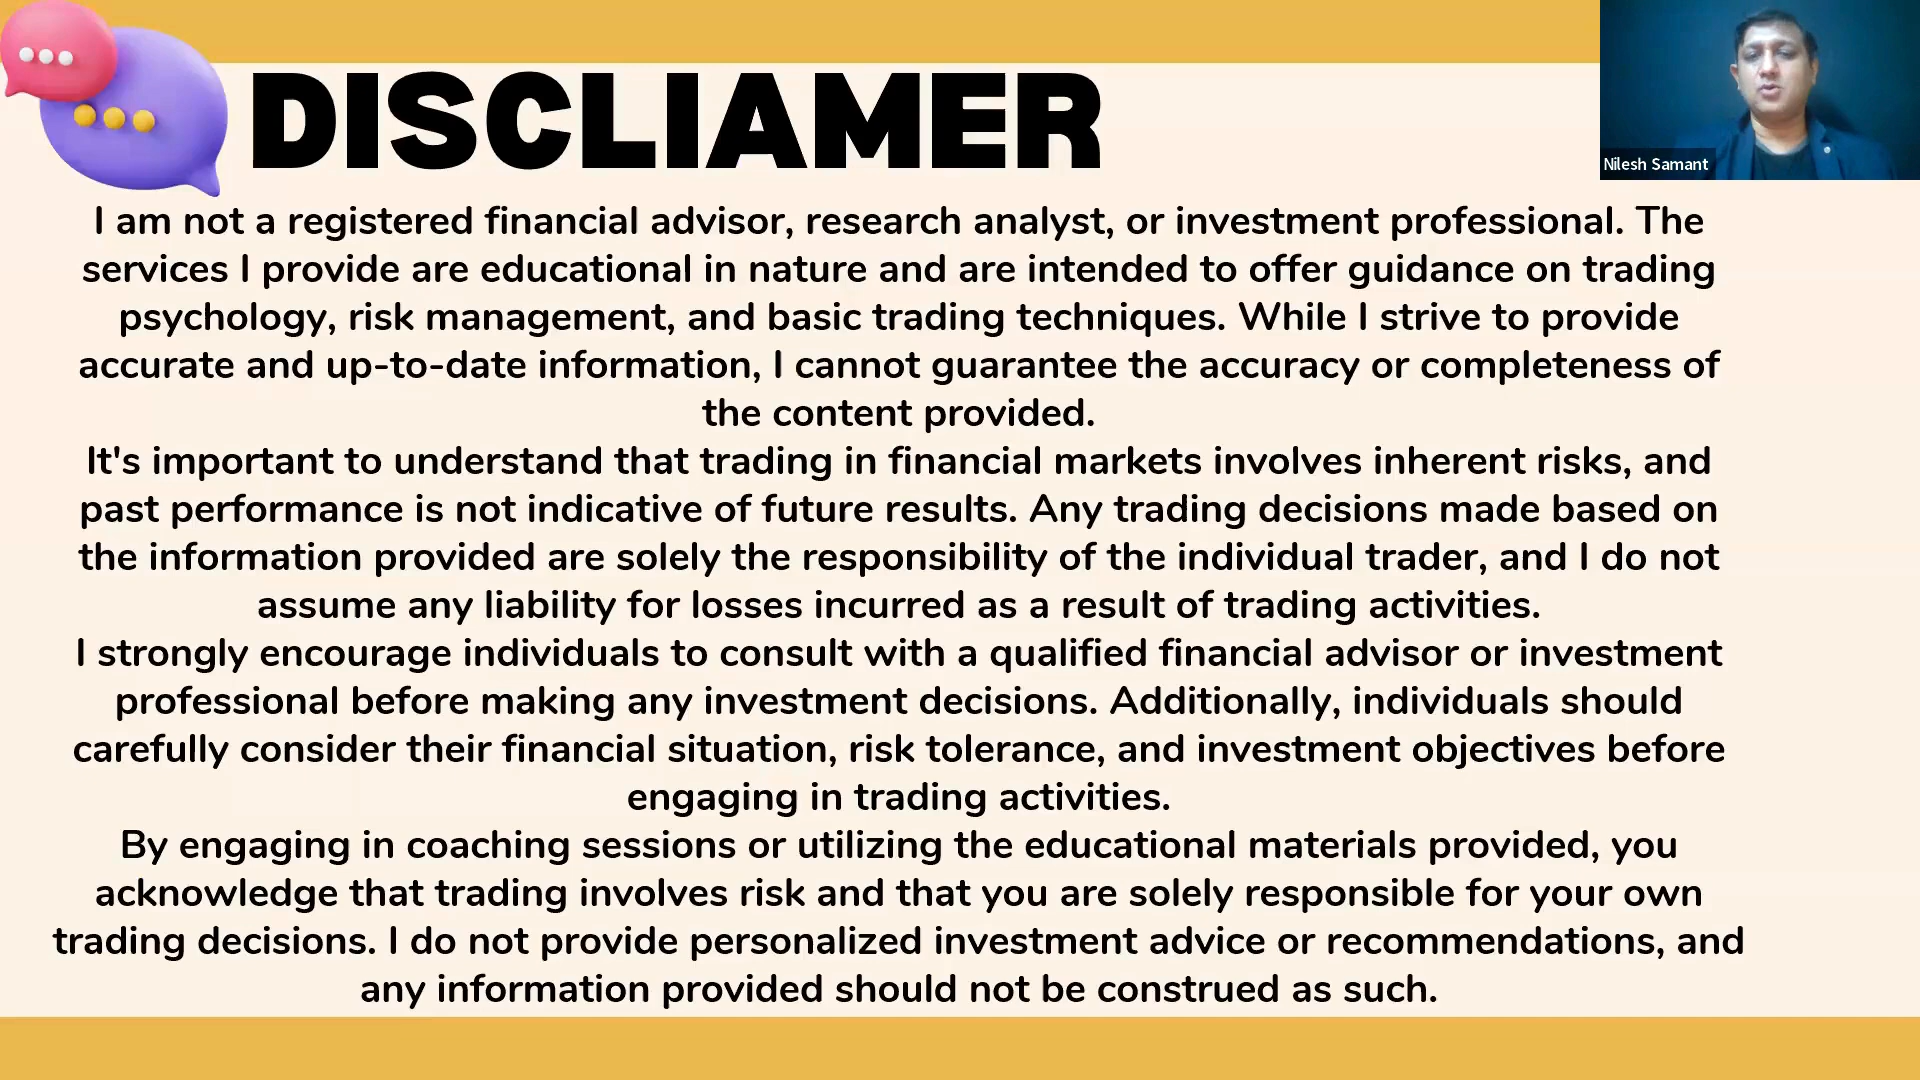 DISCLIAMER
Nilesh Samant
I am not a registered financial advisor, research analyst, or investment professional. The
services I provide are educational in nature and are intended to offer guidance on trading
psychology, risk management, and basic trading techniques. While I strive to provide
accurate and up-to-date information, I cannot guarantee the accuracy or completeness of
the content provided.
It's important to understand that trading in financial markets involves inherent risks, and
past performance is not indicative of future results. Any trading decisions made based on
the information provided are solely the responsibility of the individual trader, and I do not
assume any liability for losses incurred as a result of trading activities.
I strongly encourage individuals to consult with a qualified financial advisor or investment
professional before making any investment decisions. Additionally, individuals should
carefully consider their financial situation, risk tolerance, and investment objectives before
engaging in trading activities.
By engaging in coaching sessions or utilizing the educational materials provided, you
acknowledge that trading involves risk and that you are solely responsible for your own
trading decisions. I do not provide personalized investment advice or recommendations, and
any information provided should not be construed as such.